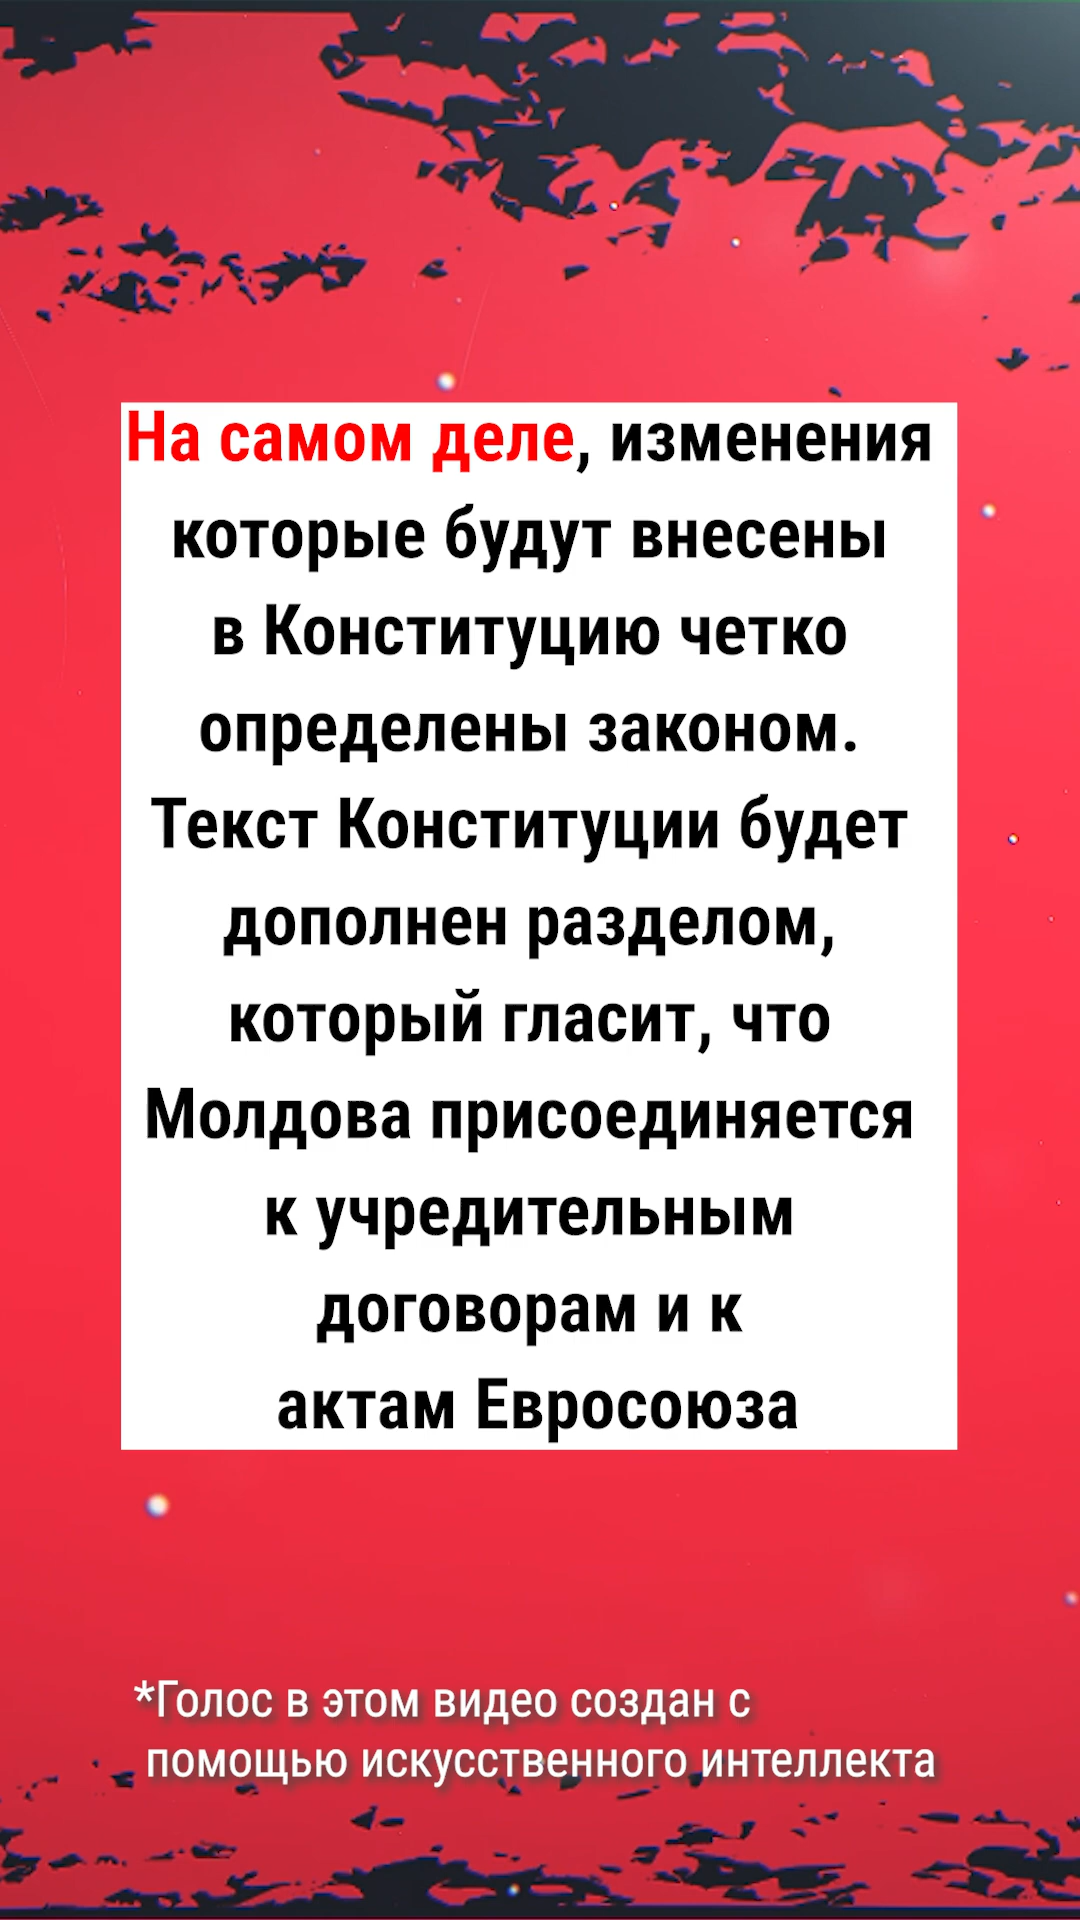 На самом деле, изменения
которые будут внесены
в Конституцию четко
определены законом.
Текст Конституции будет
дополнен разделом,
который гласит, что
Молдова присоединяется
к учредительным
договорам и к
актам Евросоюза
*Голос в этом видео создан с
помощью искусственного интеллекта